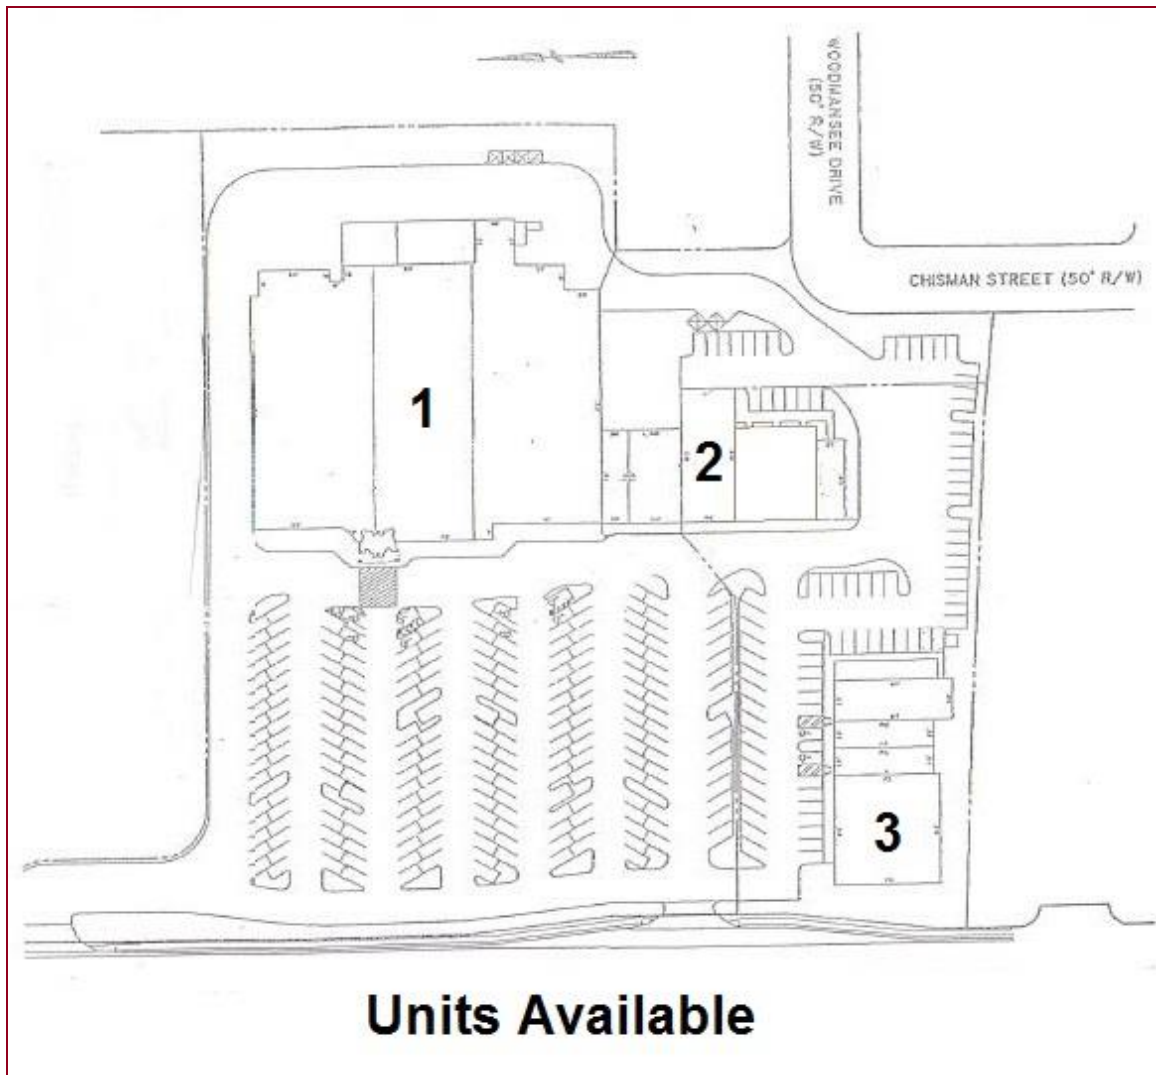 WOODMANSEE DRIVE
(50' R/W)
CHISMAN STREET (50' R/W)
1
2
3
Units Available